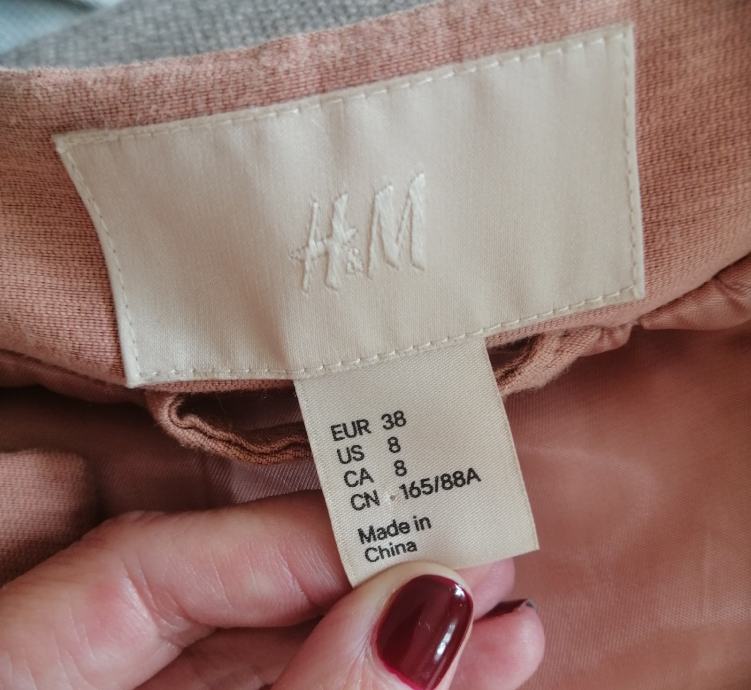 H&M
EUR 38
US 8
CA 8
CN 165/88A
Made in
China